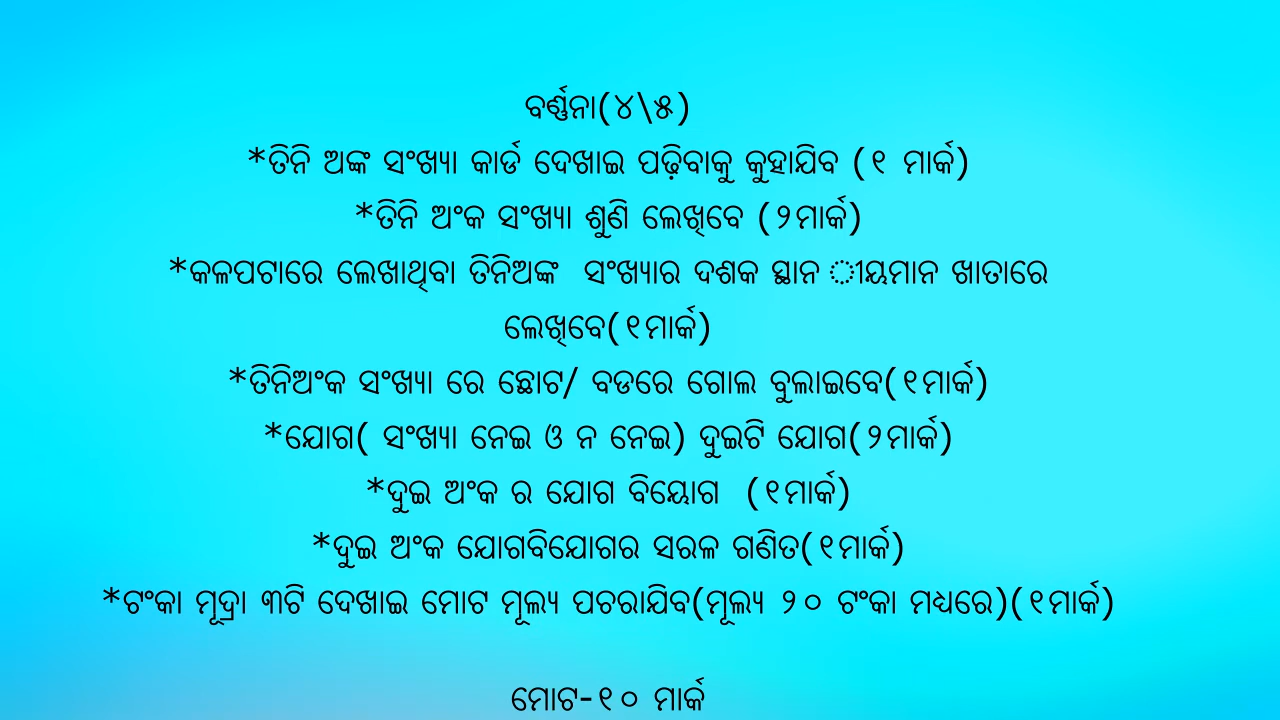 ବର୍ଣ୍ଣନା(୪\୫)
*ତିନି ଅଙ୍କ ସଂଖ୍ୟା କାର୍ଡ ଦେଖାଇ ପଢ଼ିବାକୁ କୁହାଯିବ (୧ ମାର୍କ)
*ତିନି ଅଂକ ସଂଖ୍ୟା ଶୁଣି ଲେଖିବେ (୨ମାର୍କ)
*କଳପଟାରେ ଲେଖାଥିବା ତିନିଅଙ୍କ  ସଂଖ୍ୟାର ଦଶକ ସ୍ଥାନ ୀୟମାନ ଖାତାରେ
ଲେଖିବେ(୧ମାର୍କ)
*ତିନିଅଂକ ସଂଖ୍ୟା ରେ ଛୋଟ/ ବଡରେ ଗୋଲ ବୁଲାଇବେ(୧ମାର୍କ)
*ଯୋଗ( ସଂଖ୍ୟା ନେଇ ଓ ନ ନେଇ) ଦୁଇଟି ଯୋଗ(୨ମାର୍କ)
*ଦୁଇ ଅଂକ ର ଯୋଗ ବିୟୋଗ  (୧ମାର୍କ)
*ଦୁଇ ଅଂକ ଯୋଗବିଯୋଗର ସରଳ ଗଣିତ(୧ମାର୍କ)
*ଟଂକା ମୂଦ୍ରା ୩ଟି ଦେଖାଇ ମୋଟ ମୂଲ୍ୟ ପଚରାଯିବ(ମୂଲ୍ୟ ୨୦ ଟଂକା ମଧ୍ୟରେ)(୧ମାର୍କ)
ମୋଟ-୧୦ ମାର୍କ